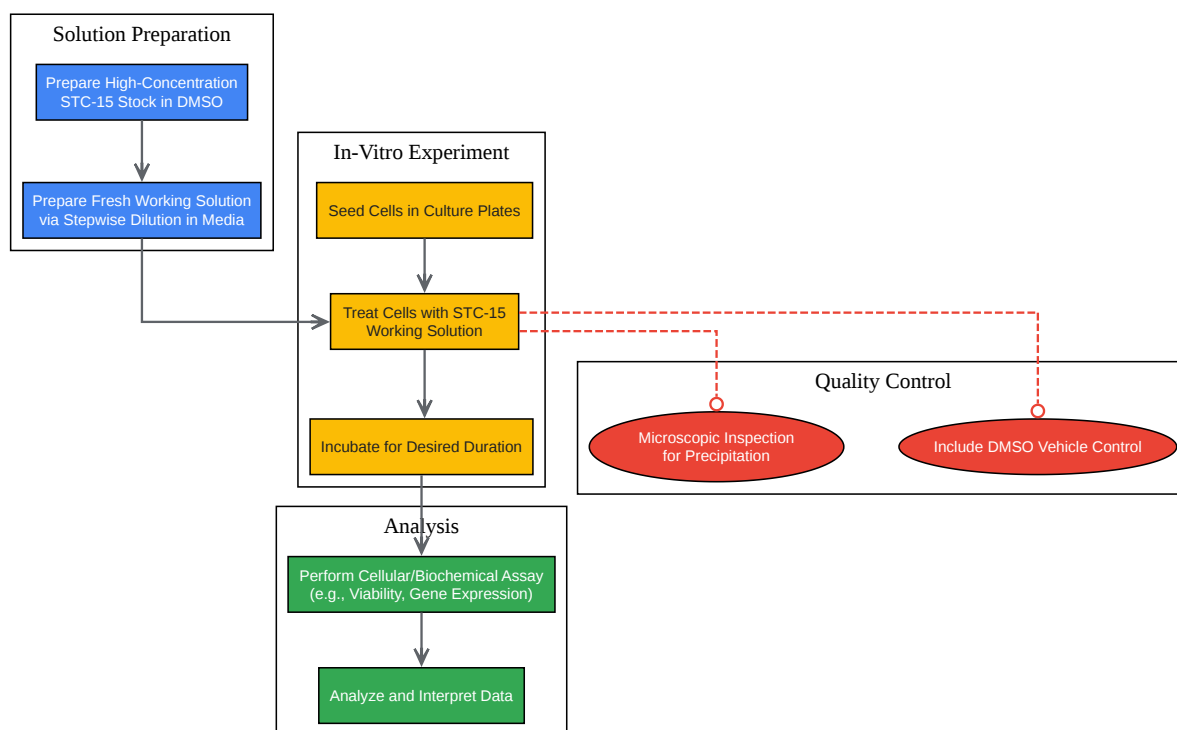 Solution Preparation
Prepare High-Concentration
STC-15 Stock in DMSO
Prepare Fresh Working Solution
via Stepwise Dilution in Media
In-Vitro Experiment
Seed Cells in Culture Plates
Treat Cells with STC-15
Working Solution
Incubate for Desired Duration
Quality Control
Microscopic Inspection
for Precipitation
Include DMSO Vehicle Control
Analysis
Perform Cellular/Biochemical Assay
(e.g., Viability, Gene Expression)
Analyze and Interpret Data